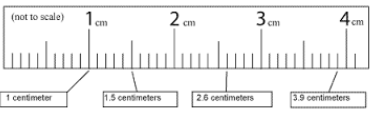 (not to scale) 1 cm 2 cm 3 cm 4 cm
1 centimeter 1.5 centimeters 2.6 centimeters 3.9 centimeters